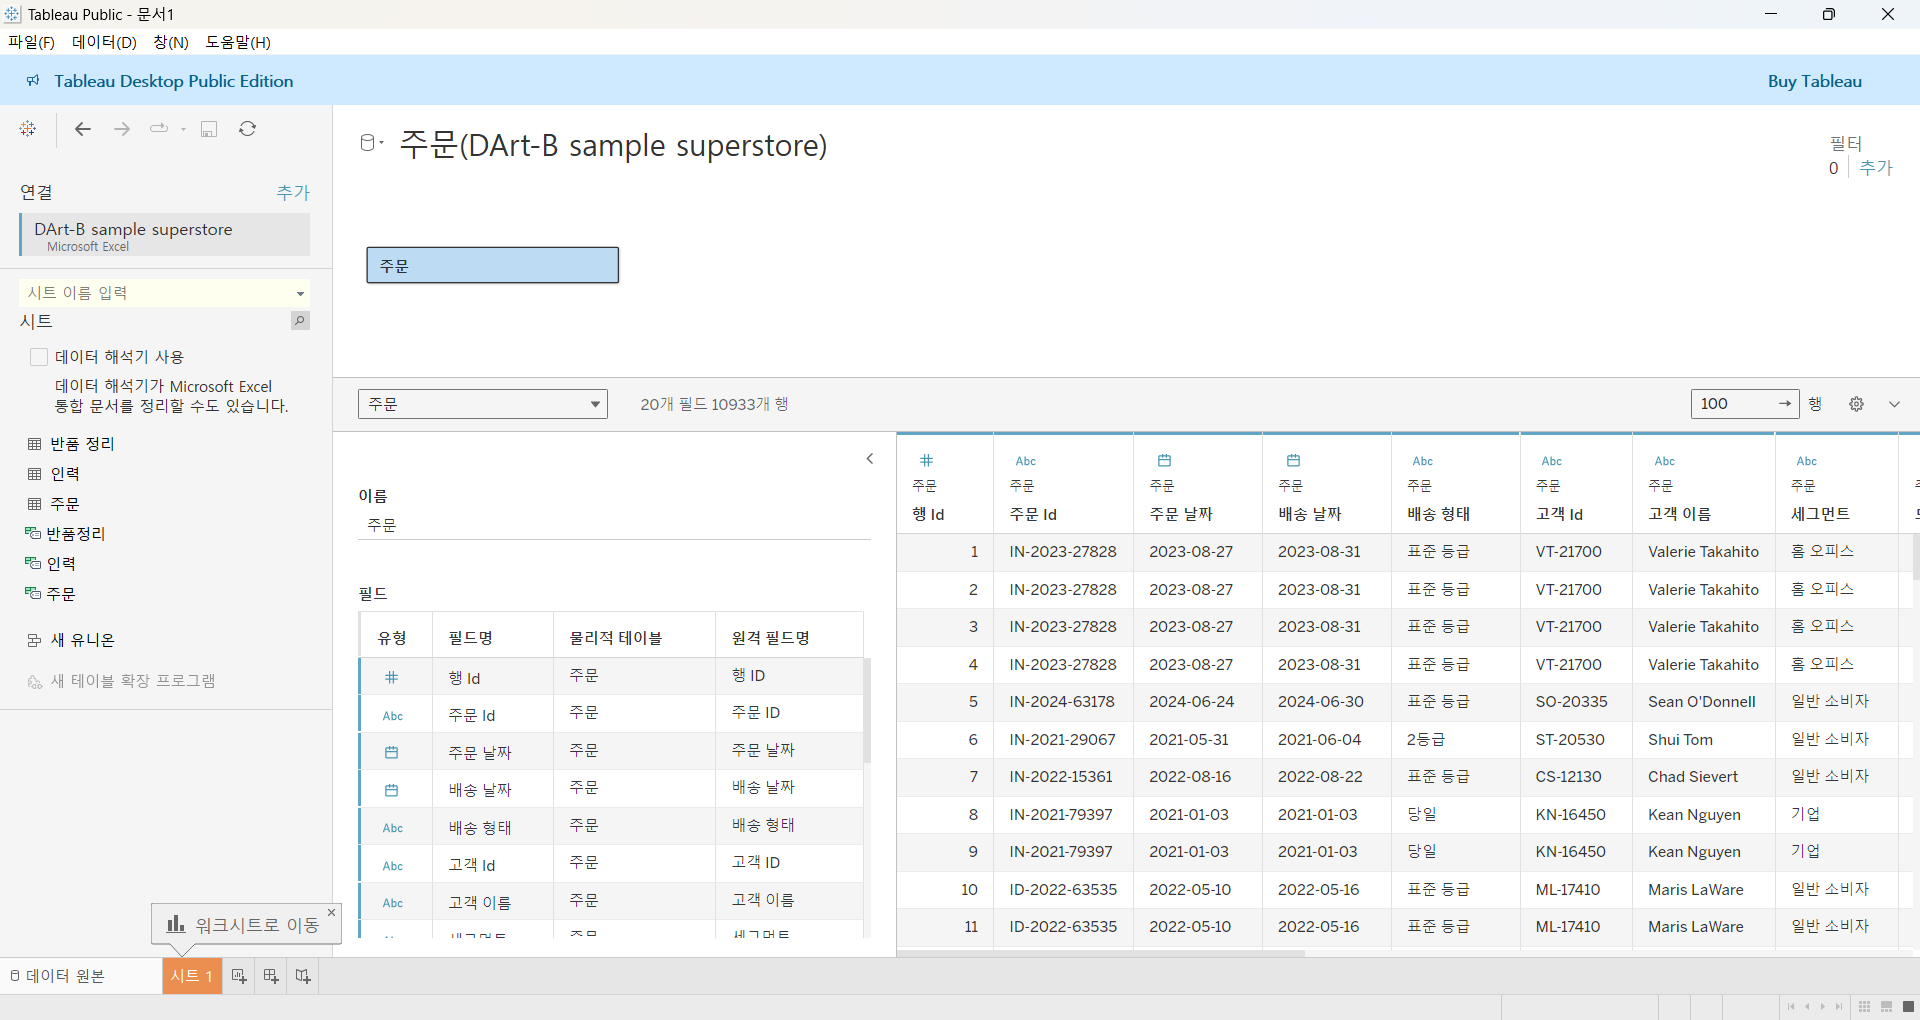 Tableau Public - 문서1
파일(F) 데이터(D) 창(N) 도움말(H)
Tableau Desktop Public Edition
Buy Tableau
연결 추가
DArt-B sample superstore
Microsoft Excel
시트 이름 입력
시트
데이터 해석기 사용
데이터 해석기가 Microsoft Excel
통합 문서를 정리할 수도 있습니다.
반품 정리
인력
주문
반품정리
인력
주문
새 유니온
새 테이블 확장 프로그램
워크시트로 이동
주문(DArt-B sample superstore)
필터
0 추가
주문
주문 20개 필드 10933개 행 100 → 행
이름
주문
필드
유형 필드명 물리적 테이블 원격 필드명
행 Id 주문 행 ID
Abc 주문 Id 주문 주문 ID
주문 날짜 주문 주문 날짜
배송 날짜 주문 배송 날짜
Abc 배송 형태 주문 배송 형태
Abc 고객 Id 주문 고객 ID
Abc 고객 이름 주문 고객 이름
세그먼트 주문 세그먼트
Abc Abc Abc Abc Abc
주문 주문 주문 주문 주문 주문 주문 주문
행 Id 주문 Id 주문 날짜 배송 날짜 배송 형태 고객 Id 고객 이름 세그먼트
1 IN-2023-27828 2023-08-27 2023-08-31 표준 등급 VT-21700 Valerie Takahito 홈 오피스
2 IN-2023-27828 2023-08-27 2023-08-31 표준 등급 VT-21700 Valerie Takahito 홈 오피스
3 IN-2023-27828 2023-08-27 2023-08-31 표준 등급 VT-21700 Valerie Takahito 홈 오피스
4 IN-2023-27828 2023-08-27 2023-08-31 표준 등급 VT-21700 Valerie Takahito 홈 오피스
5 IN-2024-63178 2024-06-24 2024-06-30 표준 등급 SO-20335 Sean O'Donnell 일반 소비자
6 IN-2021-29067 2021-05-31 2021-06-04 2등급 ST-20530 Shui Tom 일반 소비자
7 IN-2022-15361 2022-08-16 2022-08-22 표준 등급 CS-12130 Chad Sievert 일반 소비자
8 IN-2021-79397 2021-01-03 2021-01-03 당일 KN-16450 Kean Nguyen 기업
9 IN-2021-79397 2021-01-03 2021-01-03 당일 KN-16450 Kean Nguyen 기업
10 ID-2022-63535 2022-05-10 2022-05-16 표준 등급 ML-17410 Maris LaWare 일반 소비자
11 ID-2022-63535 2022-05-10 2022-05-16 표준 등급 ML-17410 Maris LaWare 일반 소비자
데이터 원본 시트 1